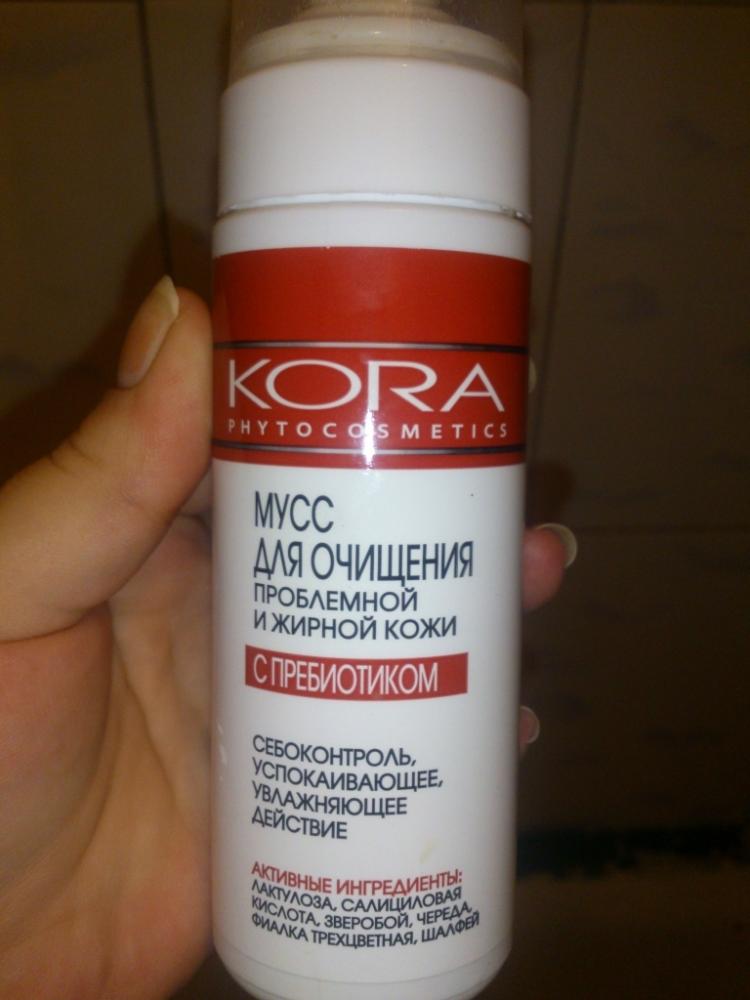 KORA
PHYTOCOSMETICS
МУСС
ДЛЯ ОЧИЩЕНИЯ
ПРОБЛЕМНОЙ
И ЖИРНОЙ КОЖИ
С ПРЕБИОТИКОМ
СЕБОКОНТРОЛЬ,
УСПОКАИВАЮЩЕЕ,
УВЛАЖНЯЮЩЕЕ
ДЕЙСТВИЕ
АКТИВНЫЕ ИНГРЕДИЕНТЫ:
ЛАКТУЛОЗА, САЛИЦИЛОВАЯ
КИСЛОТА, ЗВЕРОБОЙ, ЧЕРЕДА,
ФИАЛКА ТРЕХЦВЕТНАЯ, ШАЛФЕЙ